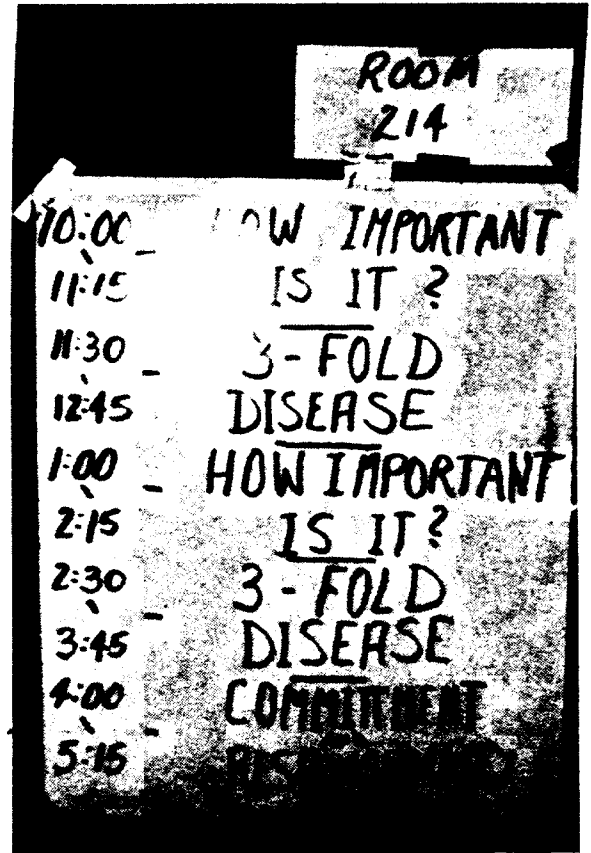 ROOM
214
10:00 - HOW IMPORTANT
11:15 IS IT ?
11:30 - 3-FOLD
12:45 DISEASE
1:00 - HOW IMPORTANT
2:15 IS IT?
2:30 - 3-FOLD
3:45 DISEASE
4:00 - COMMITMENT
5:15